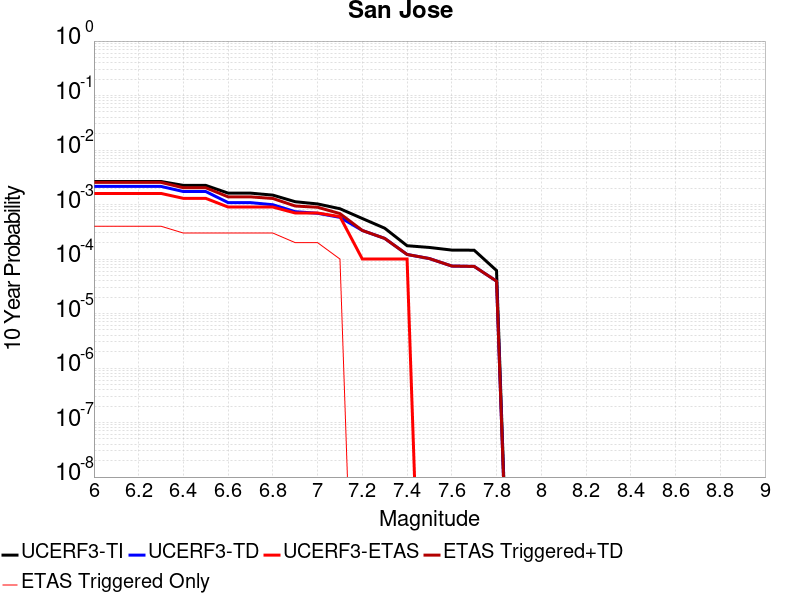 San Jose
10^0
10^-1
10^-2
10^-3
10^-4
10^-5
10^-6
10^-7
10^-8
10 Year Probability
6 6.2 6.4 6.6 6.8 7 7.2 7.4 7.6 7.8 8 8.2 8.4 8.6 8.8 9
Magnitude
UCERF3-TI UCERF3-TD UCERF3-ETAS ETAS Triggered+TD
ETAS Triggered Only